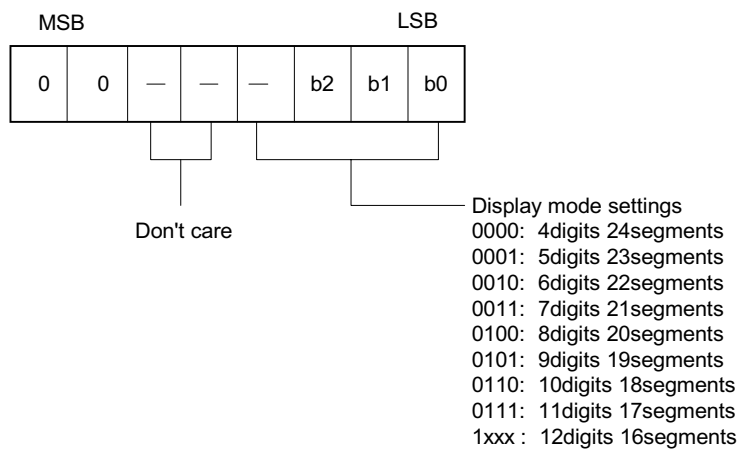 MSB LSB
0 0 — — — b2 b1 b0
Don't care
Display mode settings
0000: 4digits 24segments
0001: 5digits 23segments
0010: 6digits 22segments
0011: 7digits 21segments
0100: 8digits 20segments
0101: 9digits 19segments
0110: 10digits 18segments
0111: 11digits 17segments
1xxx : 12digits 16segments